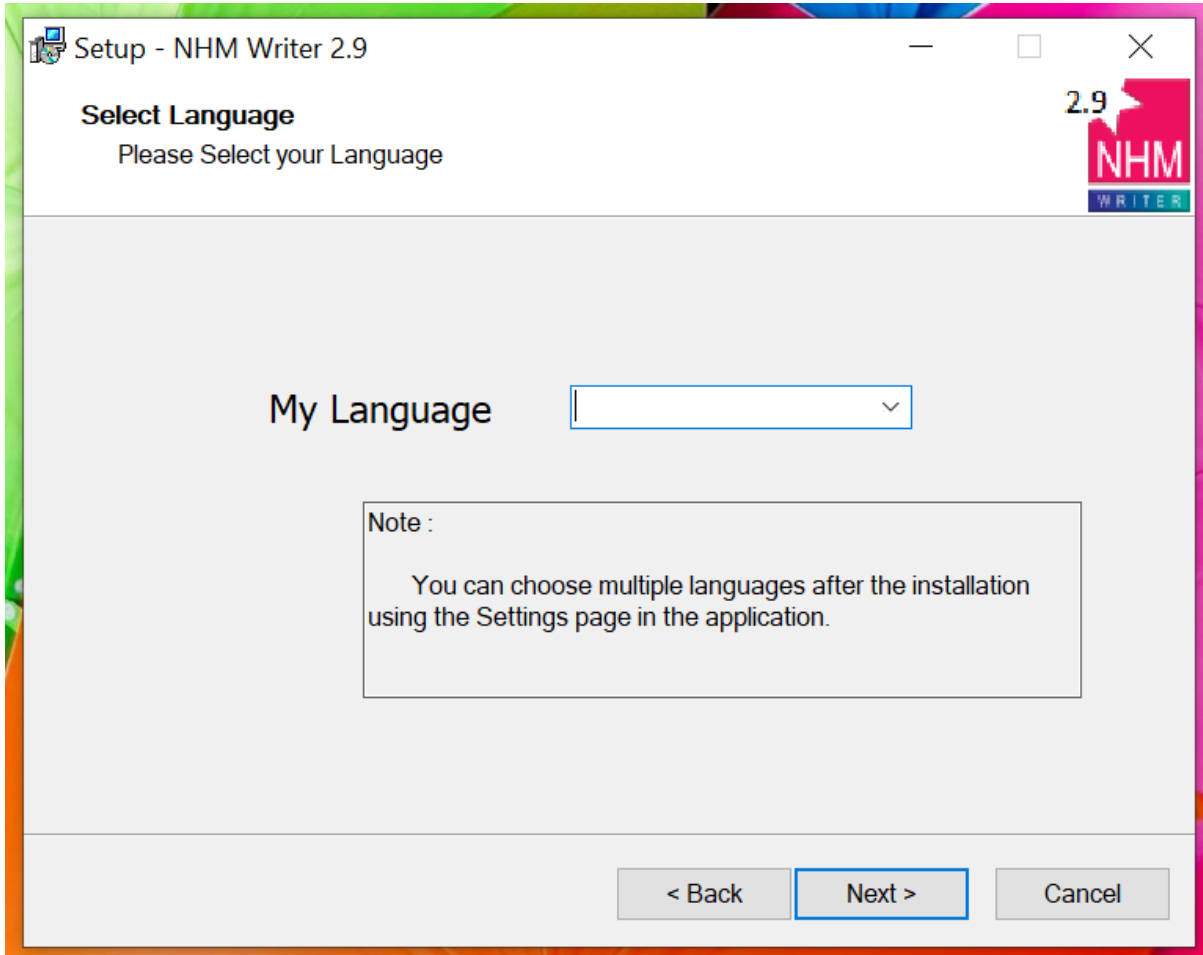 Setup - NHM Writer 2.9
Select Language
Please Select your Language
2.9
NHM
WRITER
My Language
Note :
You can choose multiple languages after the installation
using the Settings page in the application.
< Back
Next >
Cancel